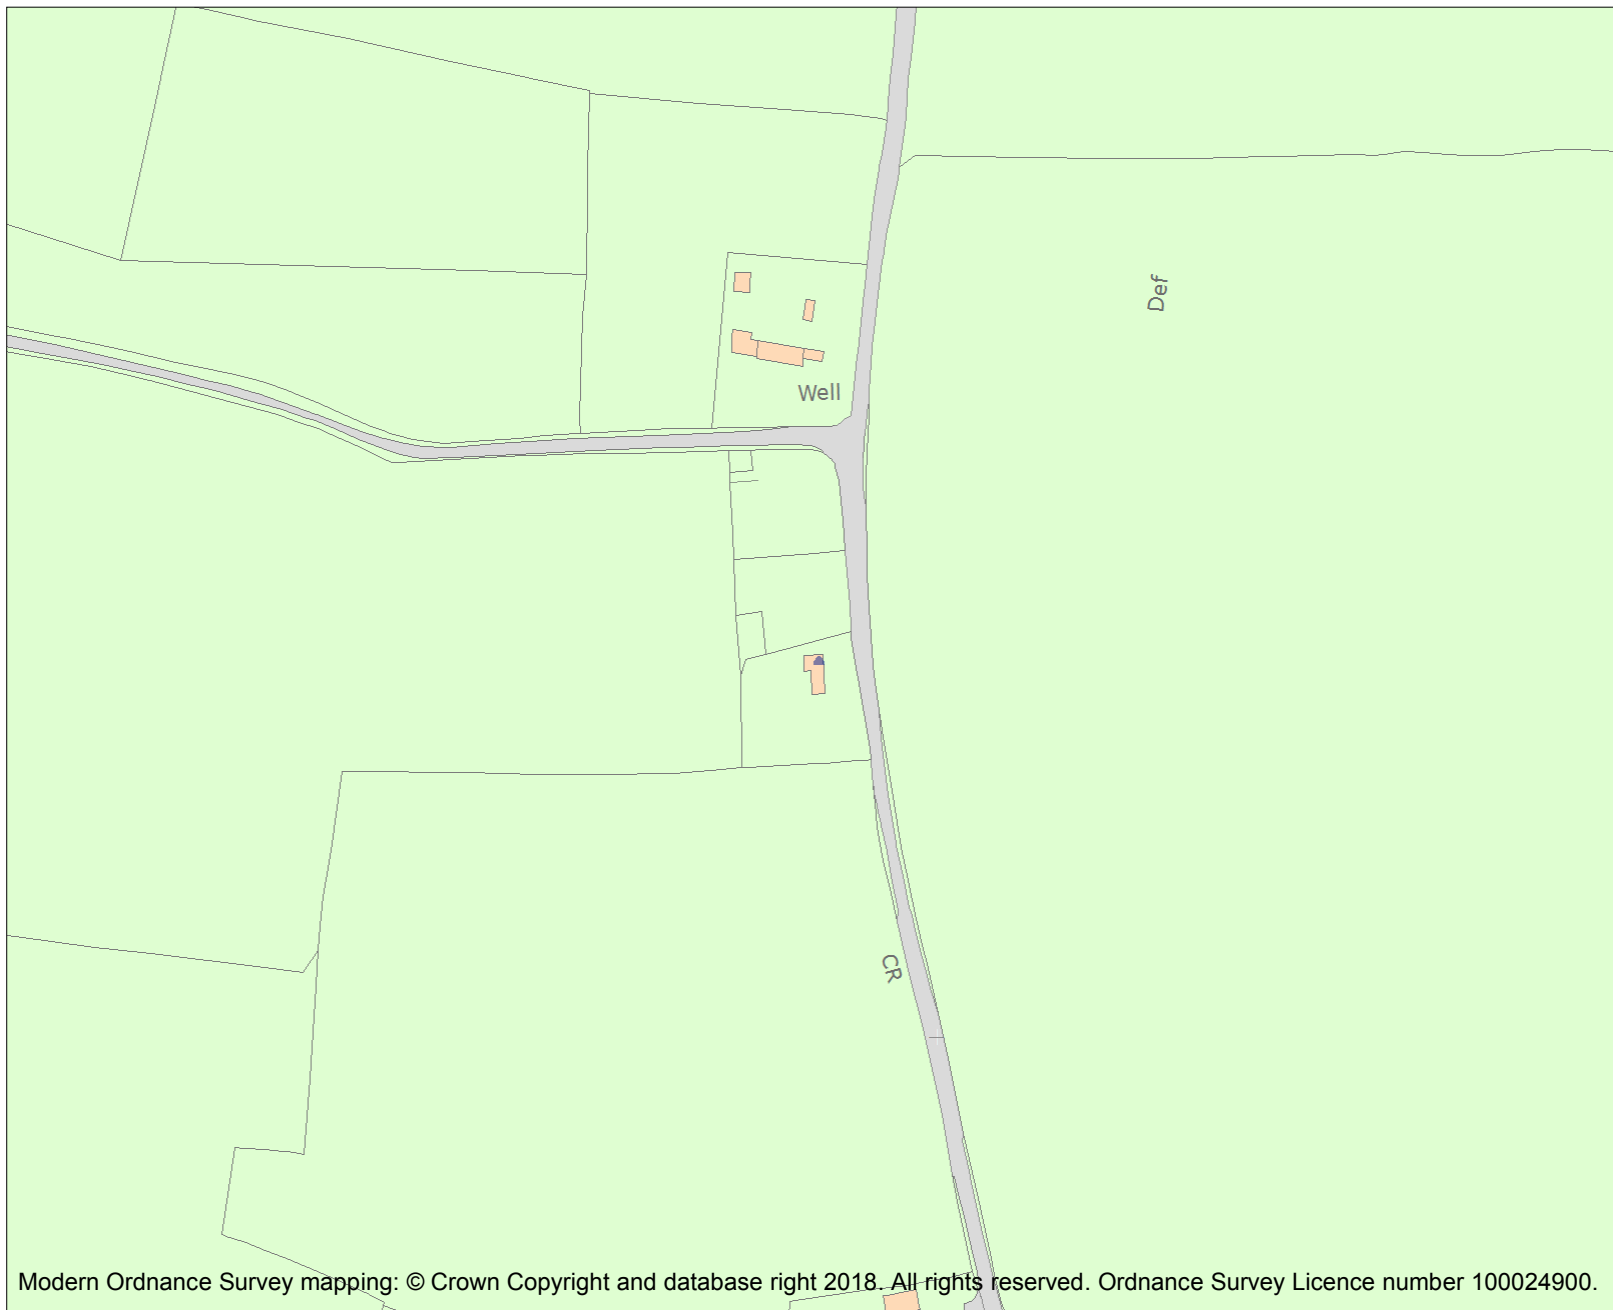 Def
Well
CR
Modern Ordnance Survey mapping: © Crown Copyright and database right 2018. All rights reserved. Ordnance Survey Licence number 100024900.